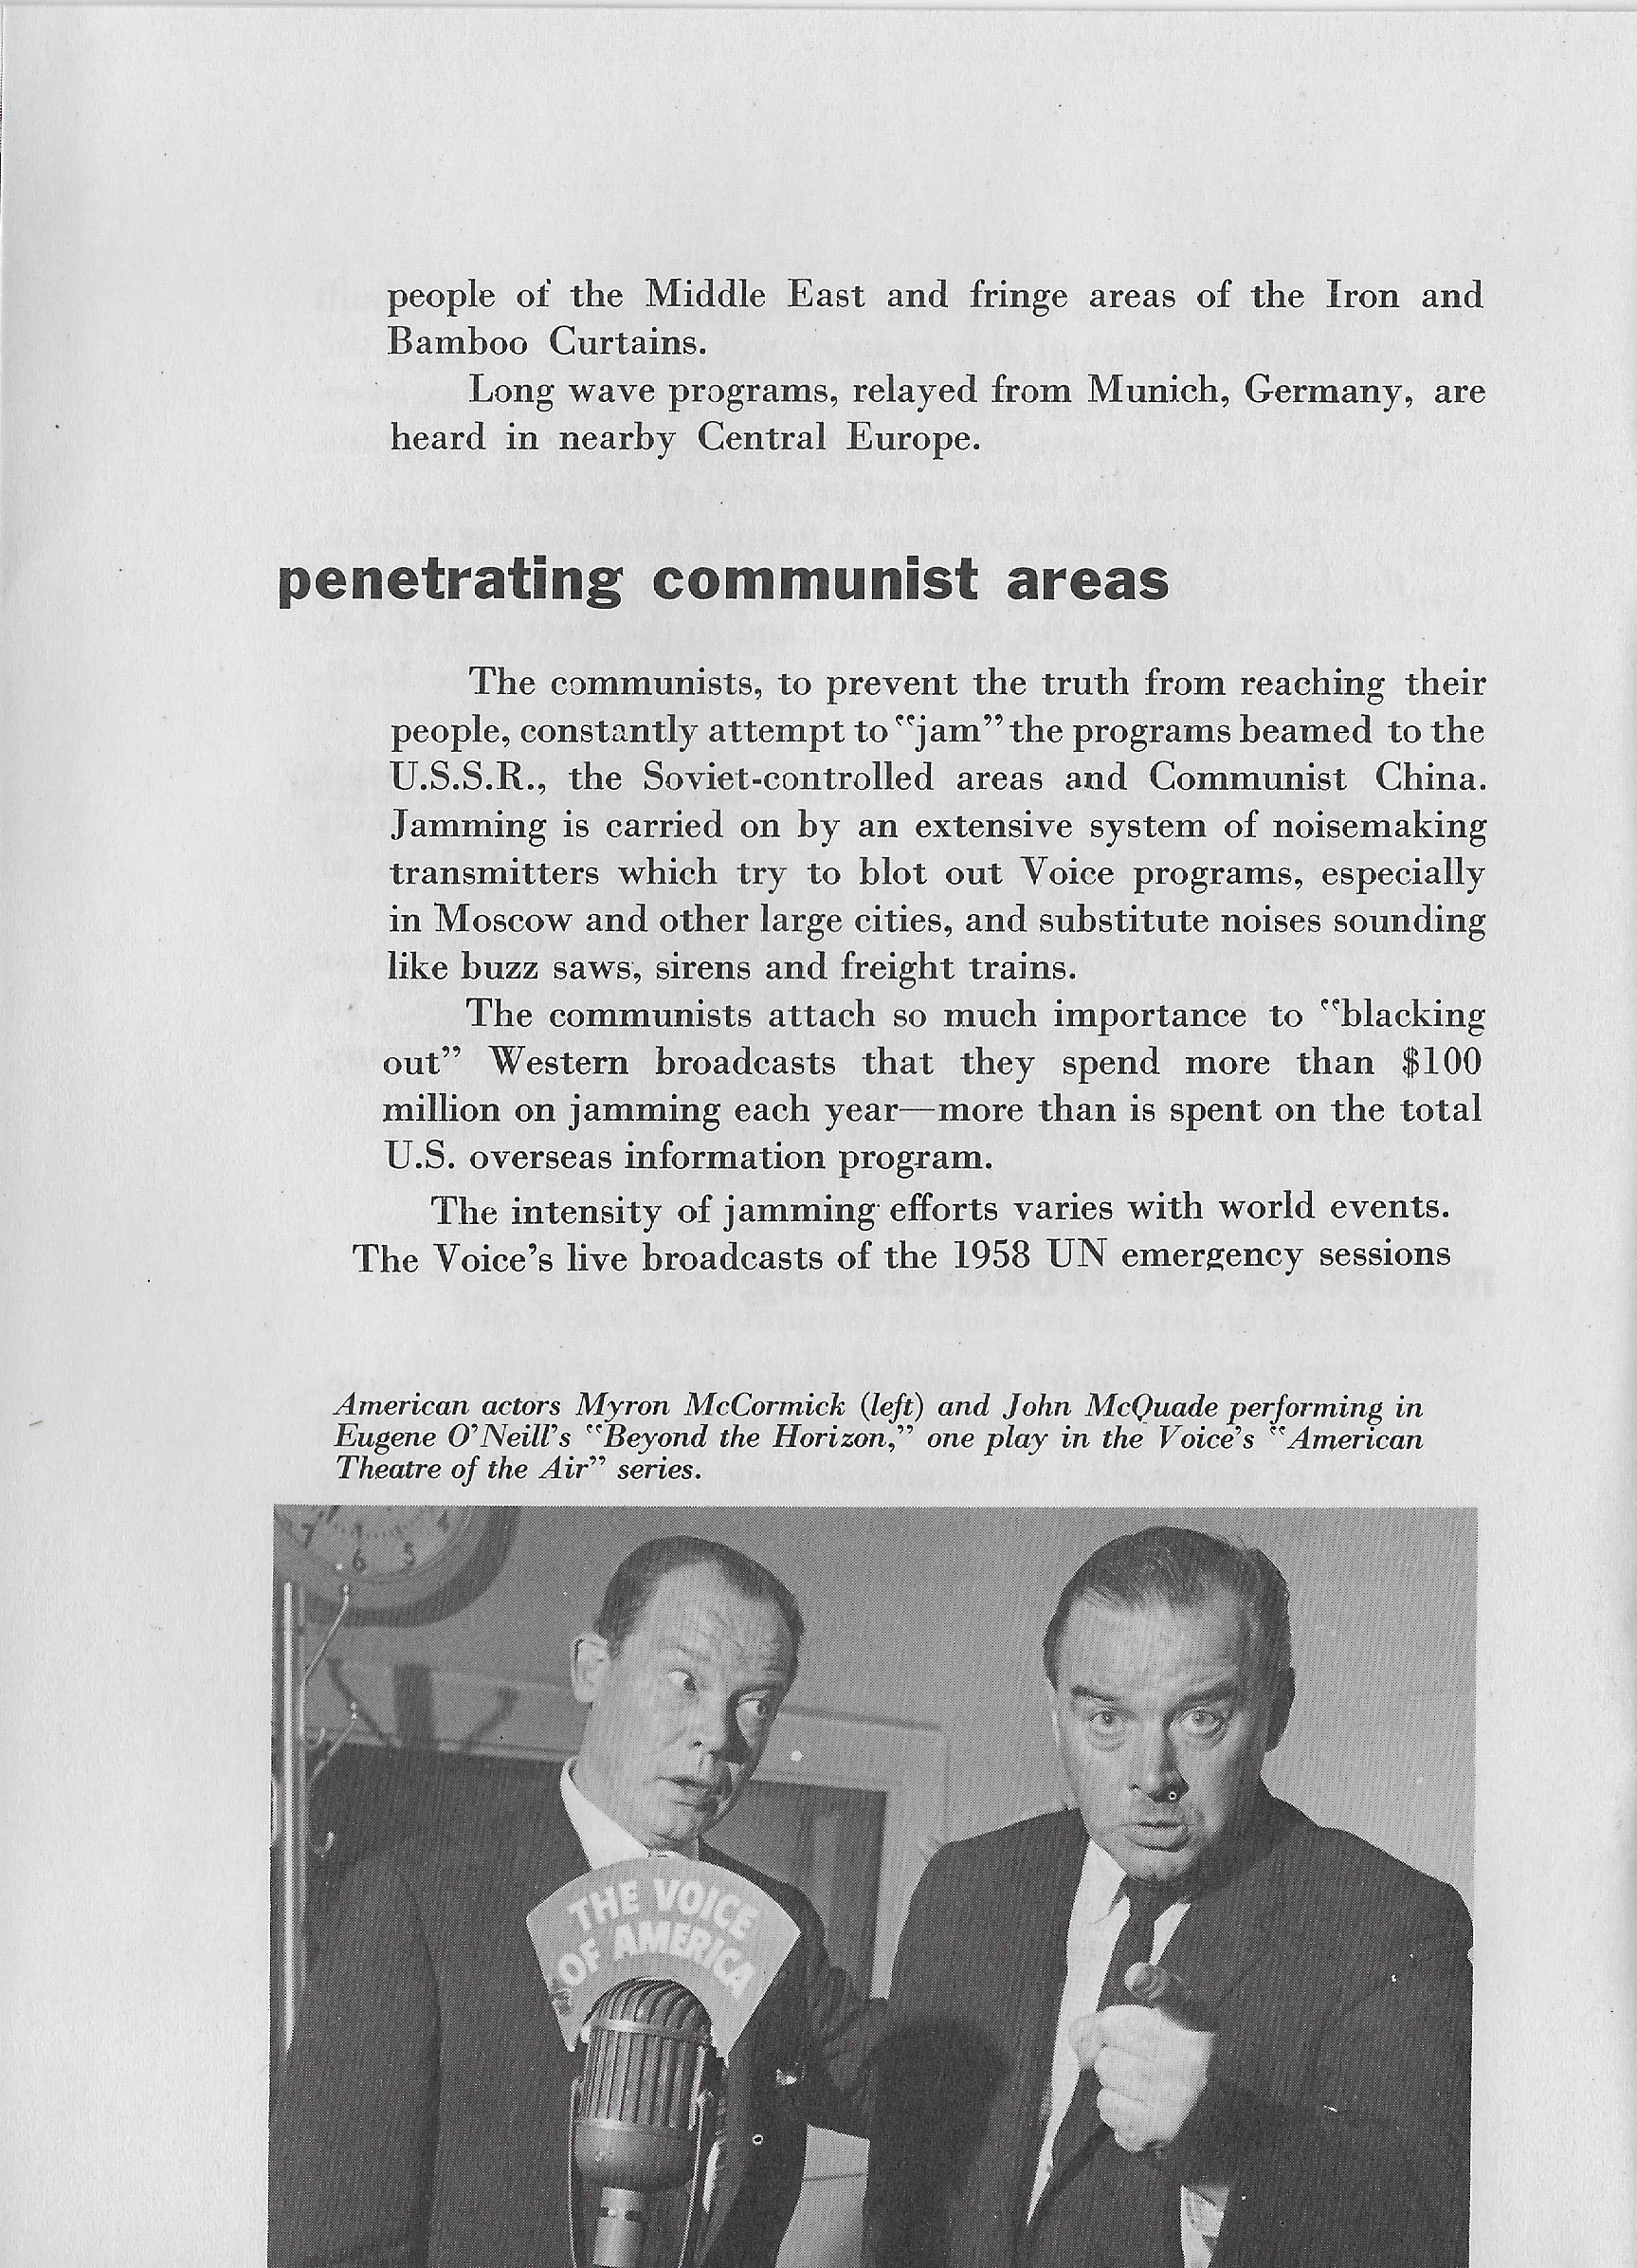 people of the Middle East and fringe areas of the Iron and
Bamboo Curtains.
Long wave programs, relayed from Munich, Germany, are
heard in nearby Central Europe.
penetrating communist areas
The communists, to prevent the truth from reaching their
people, constantly attempt to "jam" the programs beamed to the
U.S.S.R., the Soviet-controlled areas and Communist China.
Jamming is carried on by an extensive system of noisemaking
transmitters which try to blot out Voice programs, especially
in Moscow and other large cities, and substitute noises sounding
like buzz saws, sirens and freight trains.
The communists attach so much importance to "blacking
out" Western broadcasts that they spend more than $100
million on jamming each year—more than is spent on the total
U.S. overseas information program.
The intensity of jamming efforts varies with world events.
The Voice's live broadcasts of the 1958 UN emergency sessions
American actors Myron McCormick (left) and John McQuade performing in
Eugene O'Neill's "Beyond the Horizon," one play in the Voice's "American
Theatre of the Air" series.
7 6 5 4
THE VOICE
OF AMERICA